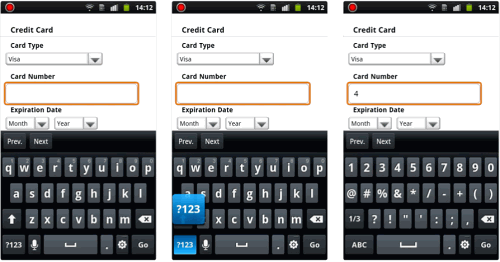 14:12
Credit Card
Card Type
Visa
Card Number
Expiration Date
Month Year
Prev. Next
q w e r t y u i o p
a s d f g h j k l
z x c v b n m
?123 . Go
14:12
Credit Card
Card Type
Visa
Card Number
Expiration Date
Month Year
Prev. Next
q w e r t y u i o p
a s d f g h j k l
?123
z x c v b n m
?123 . Go
14:12
Credit Card
Card Type
Visa
Card Number
4
Expiration Date
Month Year
Prev. Next
1 2 3 4 5 6 7 8 9 0
@ # % & * / - + ( )
1/3 ? ! " ' : ; ,
ABC . Go